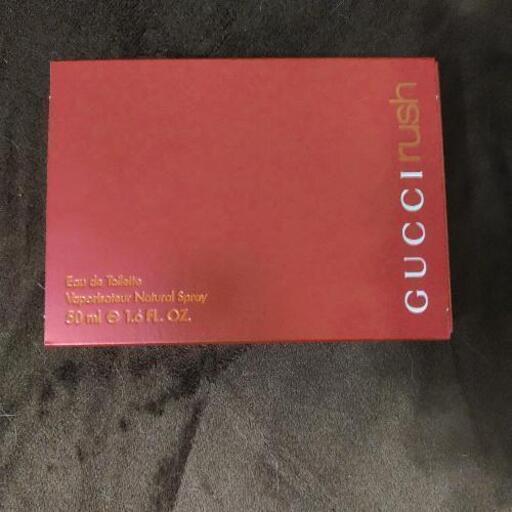 GUCCI rush
Eau de Toilette
Vaporisateur Natural Spray
50 ml ℮ 1.6 FL. OZ.